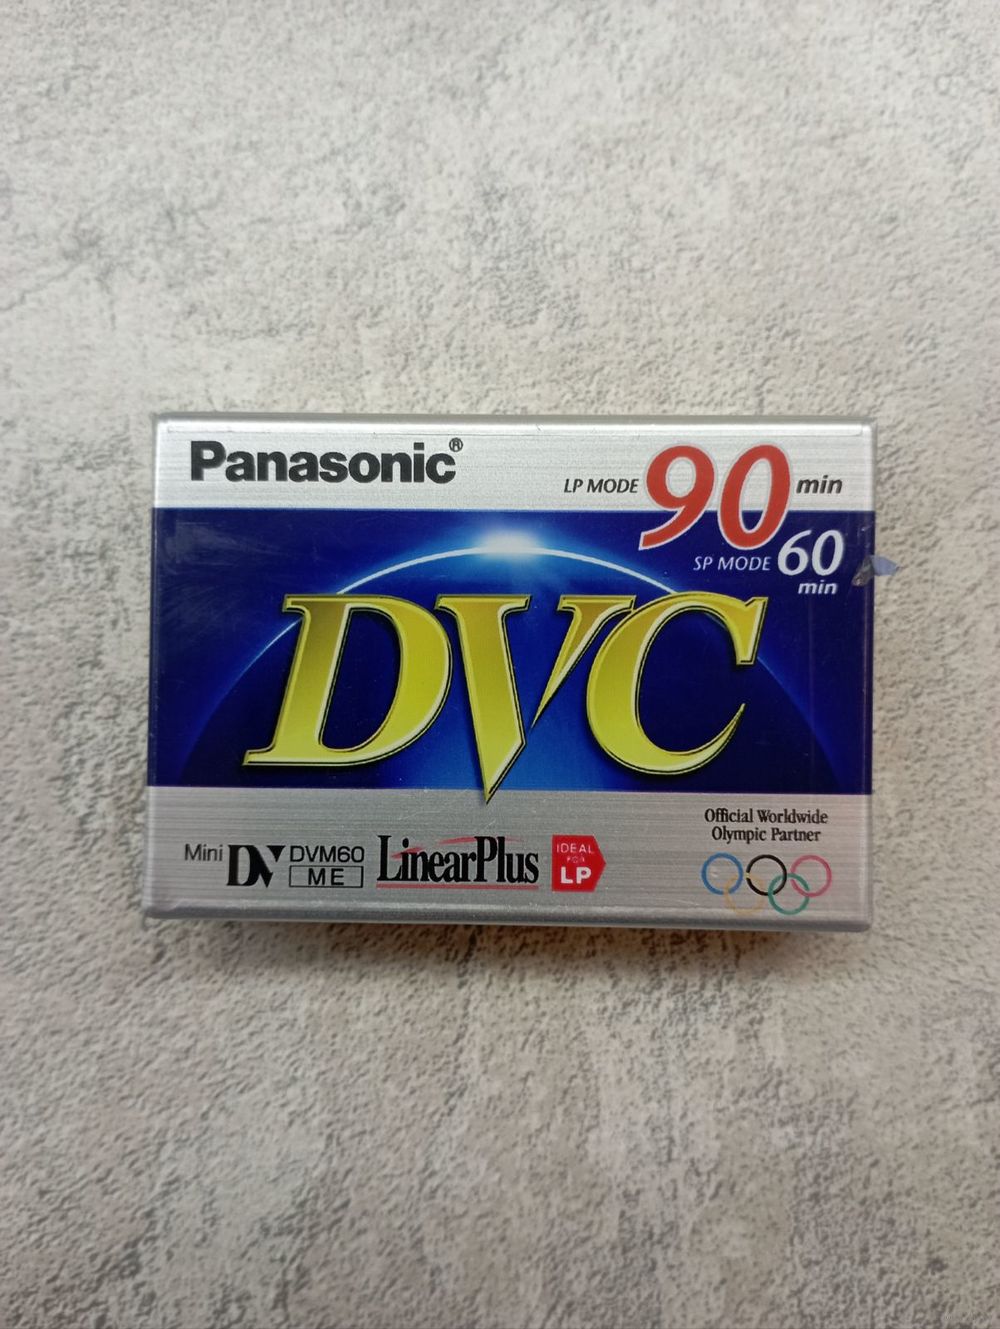 Panasonic®
LP MODE 90 min
SP MODE 60
min
DVC
Official Worldwide
Olympic Partner
Mini DV DVM60
ME
LinearPlus
IDEAL
FOR
LP